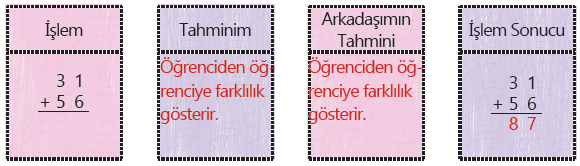 İşlem
3 1
+ 5 6
Tahminim
Öğrenciden öğ-
renciye farklılık
gösterir.
Arkadaşımın
Tahmini
Öğrenciden öğ-
renciye farklılık
gösterir.
İşlem Sonucu
3 1
+ 5 6
8 7